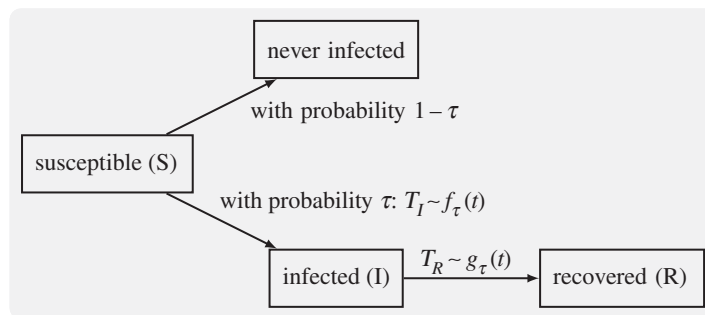 never infected
with probability 1 – τ
susceptible (S)
with probability τ: T_I ~ f_τ(t)
T_R ~ g_τ(t)
infected (I)
recovered (R)